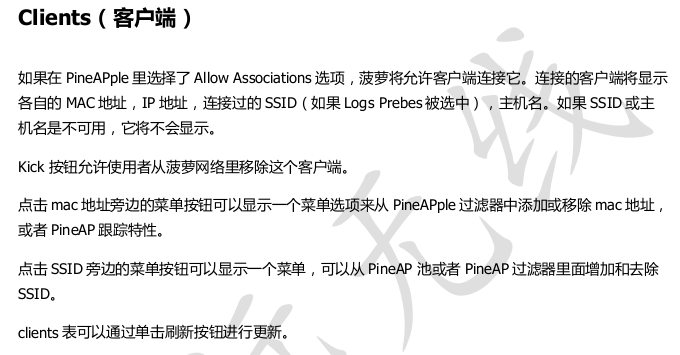 Clients（客户端）
如果在 PineAPple 里选择了 Allow Associations 选项，菠萝将允许客户端连接它。连接的客户端将显示
各自的 MAC 地址，IP 地址，连接过的 SSID（如果 Logs Prebes 被选中），主机名。如果 SSID 或主
机名是不可用，它将不会显示。
Kick 按钮允许使用者从菠萝网络里移除这个客户端。
点击 mac 地址旁边的菜单按钮可以显示一个菜单选项来从 PineAPple 过滤器中添加或移除 mac 地址，
或者 PineAP 跟踪特性。
点击 SSID 旁边的菜单按钮可以显示一个菜单，可以从 PineAP 池或者 PineAP 过滤器里面增加和去除
SSID。
clients 表可以通过单击刷新按钮进行更新。